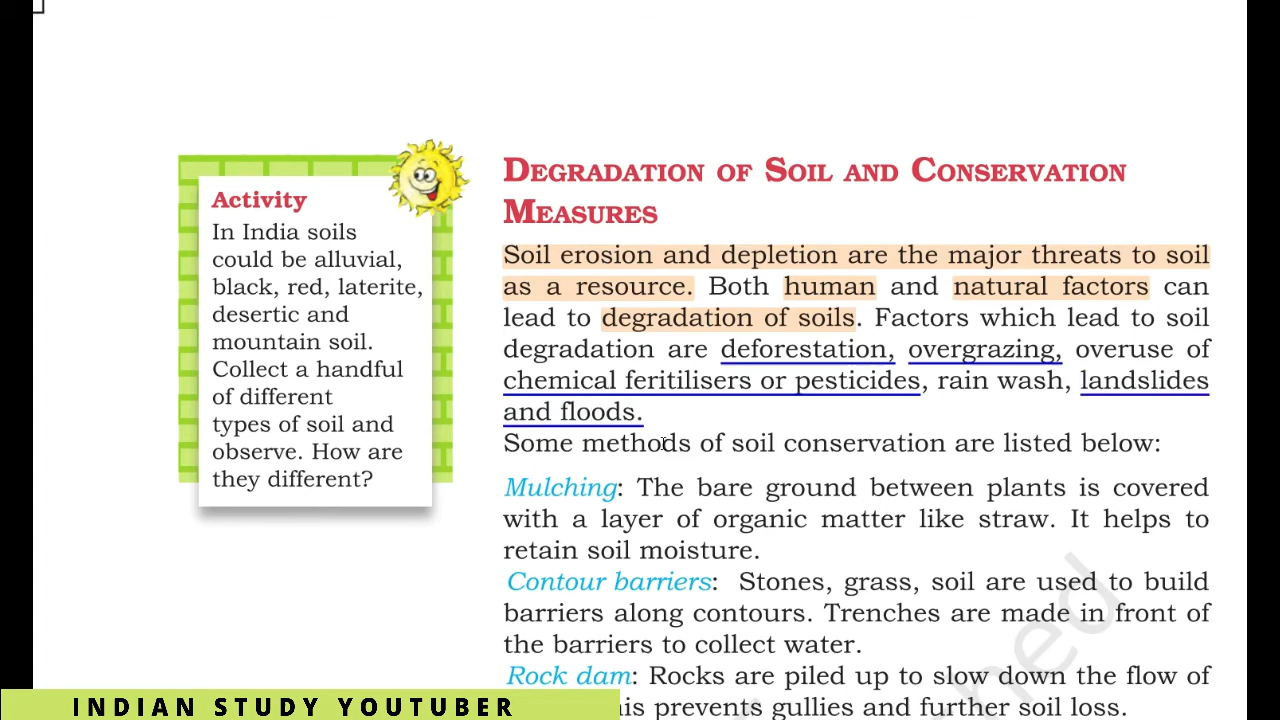 Activity
In India soils
could be alluvial,
black, red, laterite,
desertic and
mountain soil.
Collect a handful
of different
types of soil and
observe. How are
they different?
DEGRADATION OF SOIL AND CONSERVATION
MEASURES
Soil erosion and depletion are the major threats to soil
as a resource. Both human and natural factors can
lead to degradation of soils. Factors which lead to soil
degradation are deforestation, overgrazing, overuse of
chemical feritilisers or pesticides, rain wash, landslides
and floods.
Some methods of soil conservation are listed below:
Mulching: The bare ground between plants is covered
with a layer of organic matter like straw. It helps to
retain soil moisture.
Contour barriers: Stones, grass, soil are used to build
barriers along contours. Trenches are made in front of
the barriers to collect water.
Rock dam: Rocks are piled up to slow down the flow of
prevents gullies and further soil loss.
INDIAN STUDY YOUTUBER